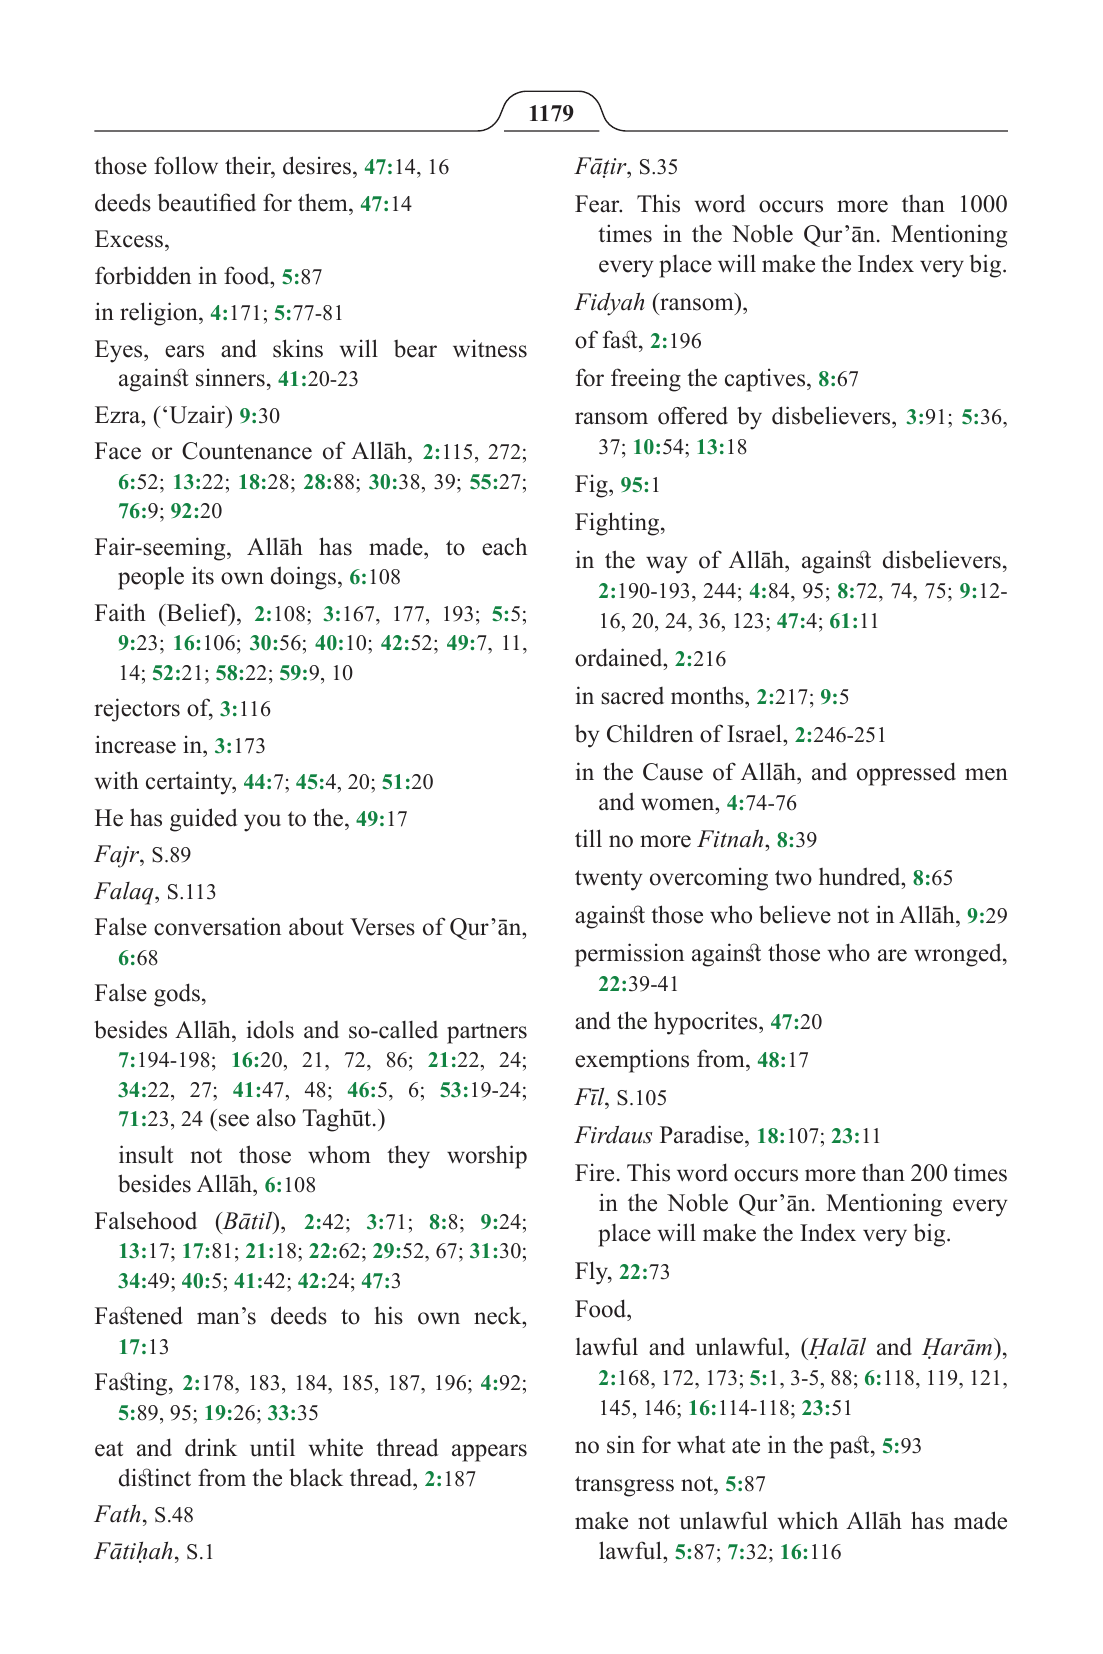 1179
those follow their, desires, 47:14, 16
deeds beautified for them, 47:14
Excess,
forbidden in food, 5:87
in religion, 4:171; 5:77-81
Eyes, ears and skins will bear witness
against sinners, 41:20-23
Ezra, (‘Uzair) 9:30
Face or Countenance of Allāh, 2:115, 272;
6:52; 13:22; 18:28; 28:88; 30:38, 39; 55:27;
76:9; 92:20
Fair-seeming, Allāh has made, to each
people its own doings, 6:108
Faith (Belief), 2:108; 3:167, 177, 193; 5:5;
9:23; 16:106; 30:56; 40:10; 42:52; 49:7, 11,
14; 52:21; 58:22; 59:9, 10
rejectors of, 3:116
increase in, 3:173
with certainty, 44:7; 45:4, 20; 51:20
He has guided you to the, 49:17
Fajr, S.89
Falaq, S.113
False conversation about Verses of Qur’ān,
6:68
False gods,
besides Allāh, idols and so-called partners
7:194-198; 16:20, 21, 72, 86; 21:22, 24;
34:22, 27; 41:47, 48; 46:5, 6; 53:19-24;
71:23, 24 (see also Taghūt.)
insult not those whom they worship
besides Allāh, 6:108
Falsehood (Bātil), 2:42; 3:71; 8:8; 9:24;
13:17; 17:81; 21:18; 22:62; 29:52, 67; 31:30;
34:49; 40:5; 41:42; 42:24; 47:3
Fastened man’s deeds to his own neck,
17:13
Fasting, 2:178, 183, 184, 185, 187, 196; 4:92;
5:89, 95; 19:26; 33:35
eat and drink until white thread appears
distinct from the black thread, 2:187
Fath, S.48
Fātiḥah, S.1
Fāṭir, S.35
Fear. This word occurs more than 1000
times in the Noble Qur’ān. Mentioning
every place will make the Index very big.
Fidyah (ransom),
of fast, 2:196
for freeing the captives, 8:67
ransom offered by disbelievers, 3:91; 5:36,
37; 10:54; 13:18
Fig, 95:1
Fighting,
in the way of Allāh, against disbelievers,
2:190-193, 244; 4:84, 95; 8:72, 74, 75; 9:12-
16, 20, 24, 36, 123; 47:4; 61:11
ordained, 2:216
in sacred months, 2:217; 9:5
by Children of Israel, 2:246-251
in the Cause of Allāh, and oppressed men
and women, 4:74-76
till no more Fitnah, 8:39
twenty overcoming two hundred, 8:65
against those who believe not in Allāh, 9:29
permission against those who are wronged,
22:39-41
and the hypocrites, 47:20
exemptions from, 48:17
Fīl, S.105
Firdaus Paradise, 18:107; 23:11
Fire. This word occurs more than 200 times
in the Noble Qur’ān. Mentioning every
place will make the Index very big.
Fly, 22:73
Food,
lawful and unlawful, (Ḥalāl and Ḥarām),
2:168, 172, 173; 5:1, 3-5, 88; 6:118, 119, 121,
145, 146; 16:114-118; 23:51
no sin for what ate in the past, 5:93
transgress not, 5:87
make not unlawful which Allāh has made
lawful, 5:87; 7:32; 16:116